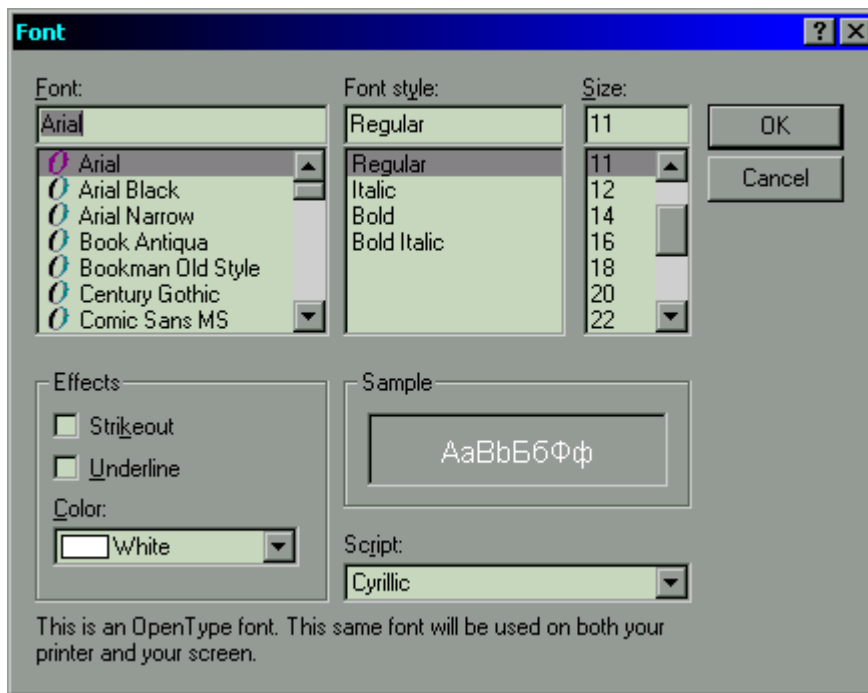 Font
Font:
Arial
Arial
Arial Black
Arial Narrow
Book Antiqua
Bookman Old Style
Century Gothic
Comic Sans MS
Font style:
Regular
Regular
Italic
Bold
Bold Italic
Size:
11
11
12
14
16
18
20
22
OK
Cancel
Effects
Strikeout
Underline
Color:
White
Sample
AaBbБбФф
Script:
Cyrillic
This is an OpenType font. This same font will be used on both your
printer and your screen.